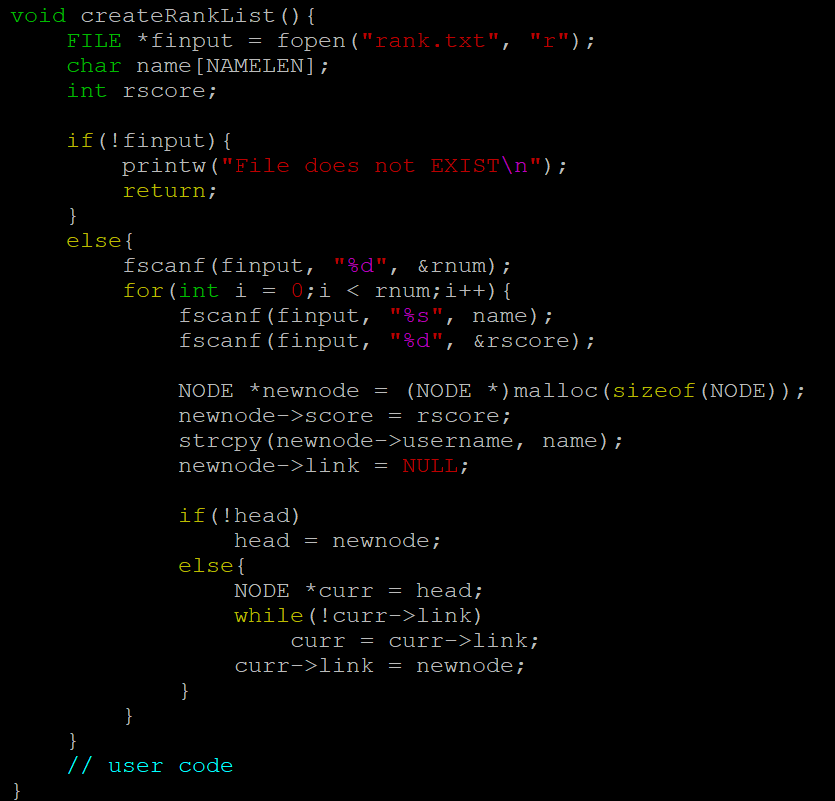 void createRankList(){
    FILE *finput = fopen("rank.txt", "r");
    char name[NAMELEN];
    int rscore;

    if(!finput){
        printw("File does not EXIST\n");
        return;
    }
    else{
        fscanf(finput, "%d", &rnum);
        for(int i = 0;i < rnum;i++){
            fscanf(finput, "%s", name);
            fscanf(finput, "%d", &rscore);

            NODE *newnode = (NODE *)malloc(sizeof(NODE));
            newnode->score = rscore;
            strcpy(newnode->username, name);
            newnode->link = NULL;

            if(!head)
                head = newnode;
            else{
                NODE *curr = head;
                while(!curr->link)
                    curr = curr->link;
                curr->link = newnode;
            }
        }
    }
    // user code
}